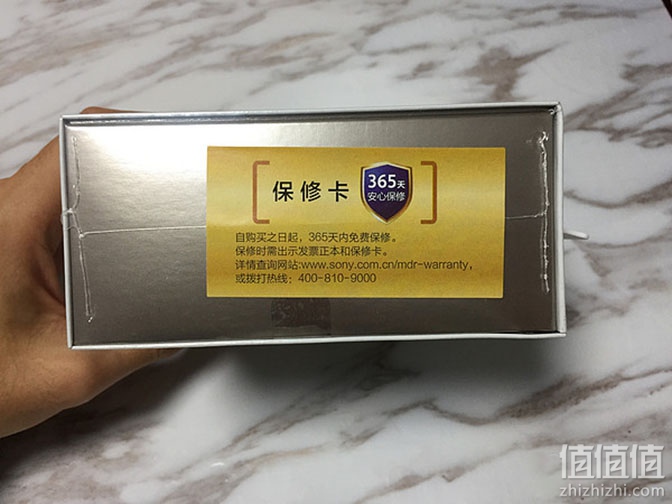 保修卡
365天
安心保修
自购买之日起，365天内免费保修。
保修时需出示发票正本和保修卡。
详情查询网站:www.sony.com.cn/mdr-warranty，
或拨打热线：400-810-9000
值值值
zhizhizhi.com